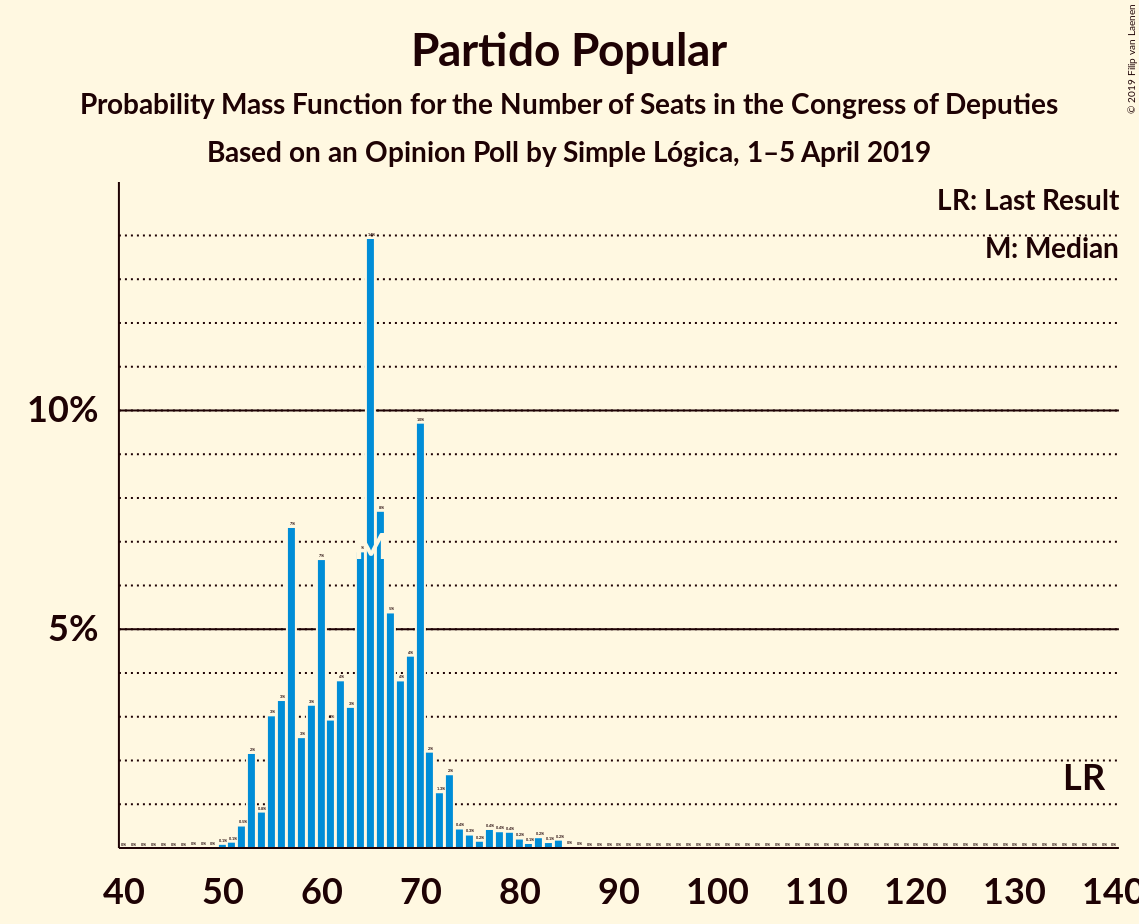 Partido Popular
Probability Mass Function for the Number of Seats in the Congress of Deputies
Based on an Opinion Poll by Simple Lógica, 1–5 April 2019
© 2019 Filip van Laenen
LR: Last Result
M: Median
10%
5%
M
LR
40 50 60 70 80 90 100 110 120 130 140